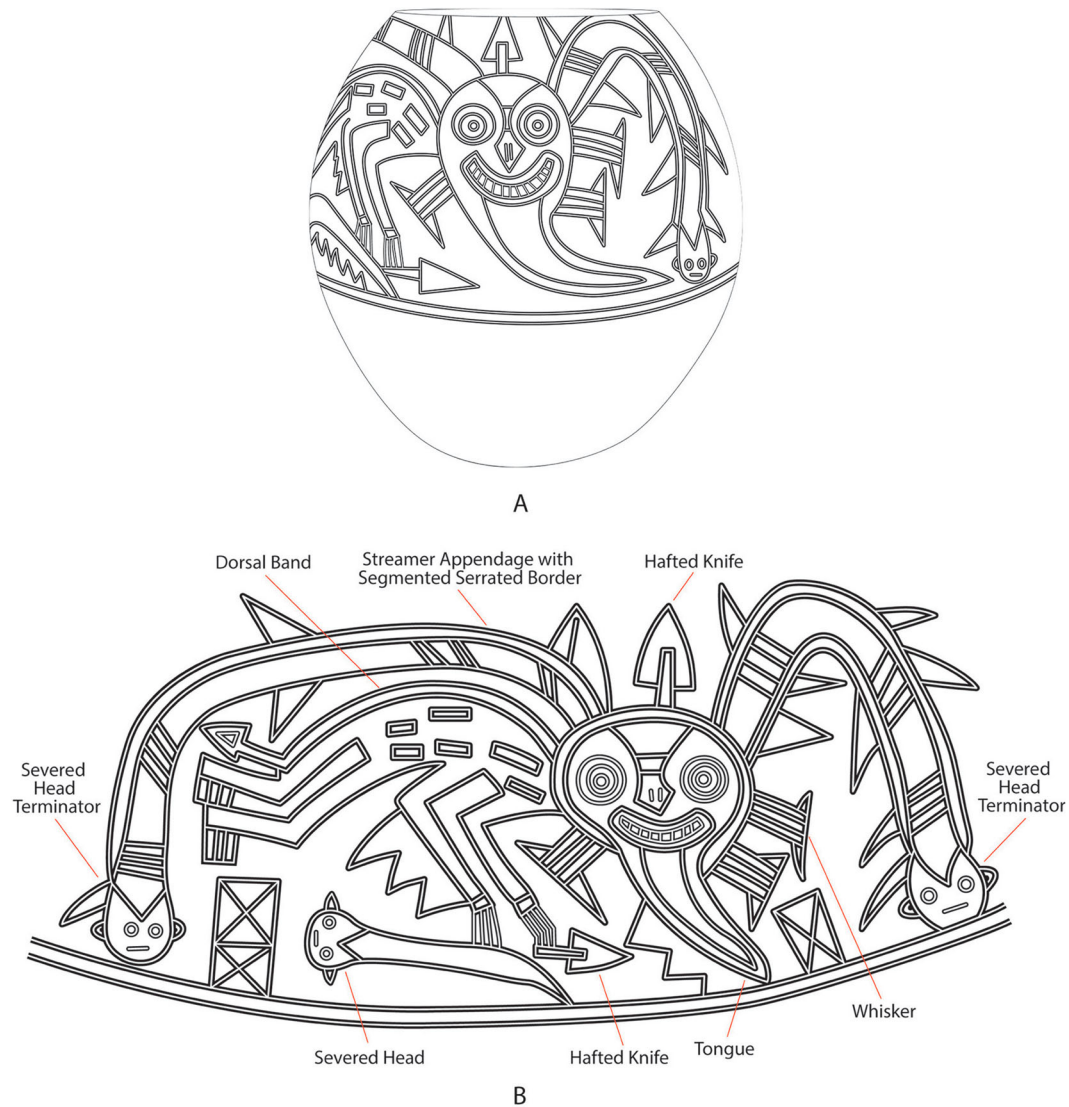 A
Dorsal Band
Streamer Appendage with
Segmented Serrated Border
Hafted Knife
Severed
Head
Terminator
Severed
Head
Terminator
Whisker
Severed Head
Hafted Knife
Tongue
B